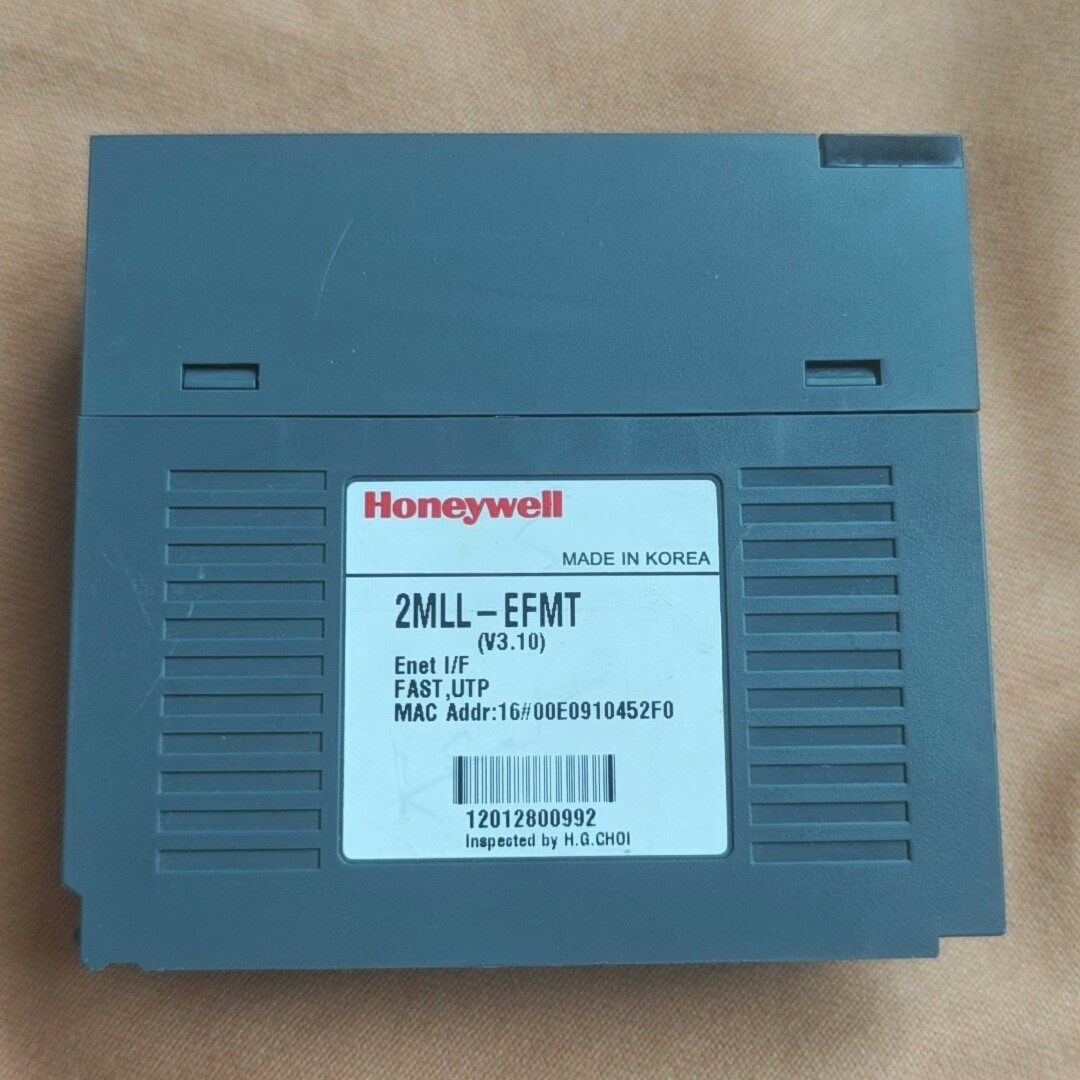 Honeywell
MADE IN KOREA
2MLL-EFMT
(V3.10)
Enet I/F
FAST,UTP
MAC Addr:16#00E0910452F0
12012800992
Inspected by H.G.CHOI